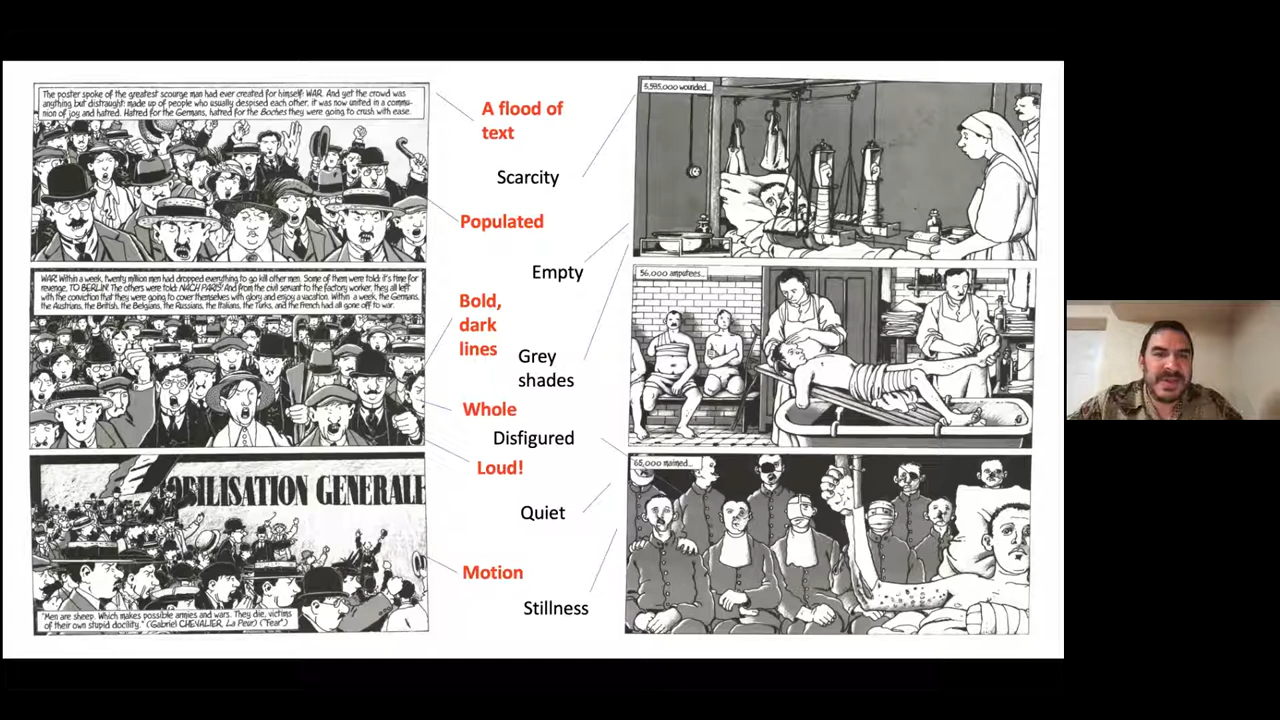 The poster spoke of the greatest scourge man had ever created for himself: WAR. And yet the crowd was
anything but distraught: made up of people who usually despised each other, it was now united in a commu-
nion of joy and hatred. Hatred for the Germans, hatred for the Boches they were going to crush with ease.
WAR! Within a week, twenty million men had dropped everything to go kill other men. Some of them were told: it's time for
revenge, TO BERLIN! The others were told: NACH PARIS! And from the civil servant to the factory worker, they all left
with the conviction that they were going to cover themselves with glory and enjoy a vacation. Within a week, the Germans,
the Austrians, the British, the Belgians, the Russians, the Italians, the Turks, and the French had all gone off to war.
OBILISATION GENERALE
"Men are sheep. Which makes possible armies and wars. They die, victims
of their own stupid docility." (Gabriel CHEVALIER, La Peur) ("Fear")
A flood of
text
Scarcity
Populated
Empty
Bold,
dark
lines
Grey
shades
Whole
Disfigured
Loud!
Quiet
Motion
Stillness
5,595,000 wounded...
56,000 amputees...
65,000 maimed...